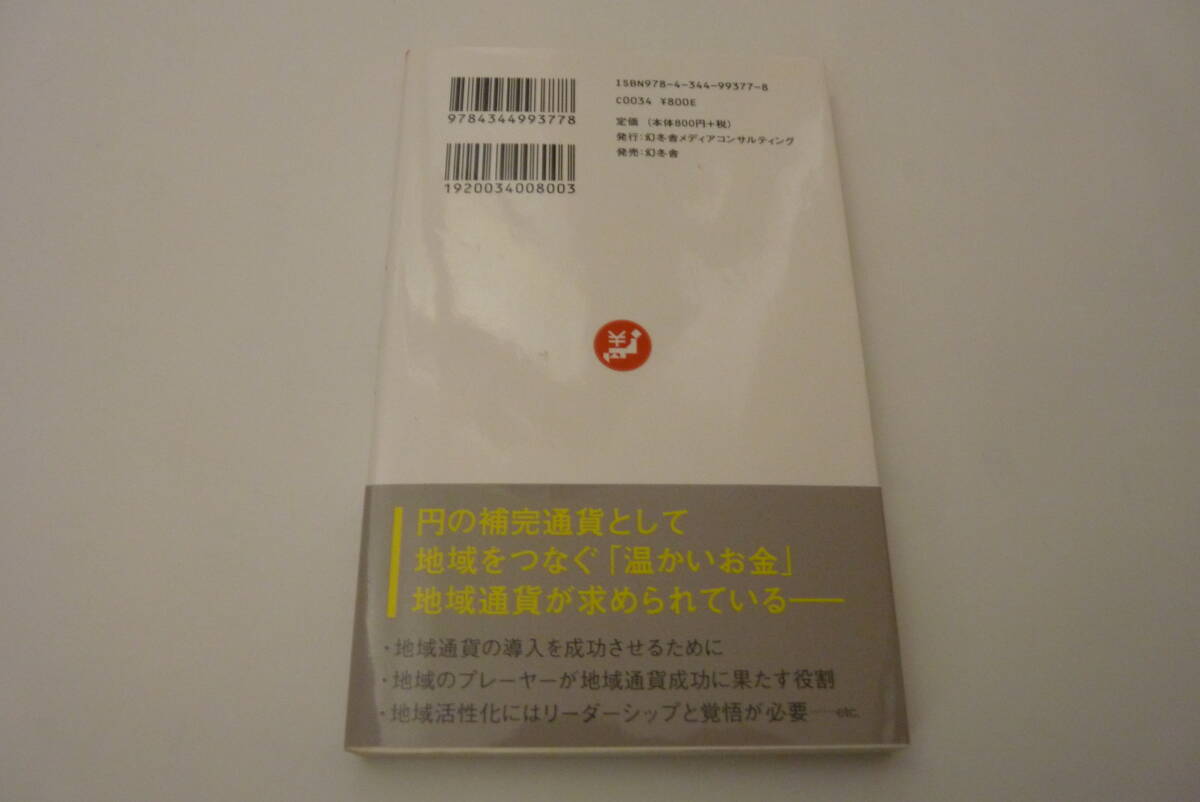 9784344993778
1920034008003
ISBN978-4-344-99377-8
C0034 ¥800E
定価 (本体800円+税)
発行:幻冬舎メディアコンサルティング
発売:幻冬舎
¥
円の補完通貨として
地域をつなぐ「温かいお金」
地域通貨が求められている――
・地域通貨の導入を成功させるために
・地域のプレーヤーが地域通貨成功に果たす役割
・地域活性化にはリーダーシップと覚悟が必要……etc.